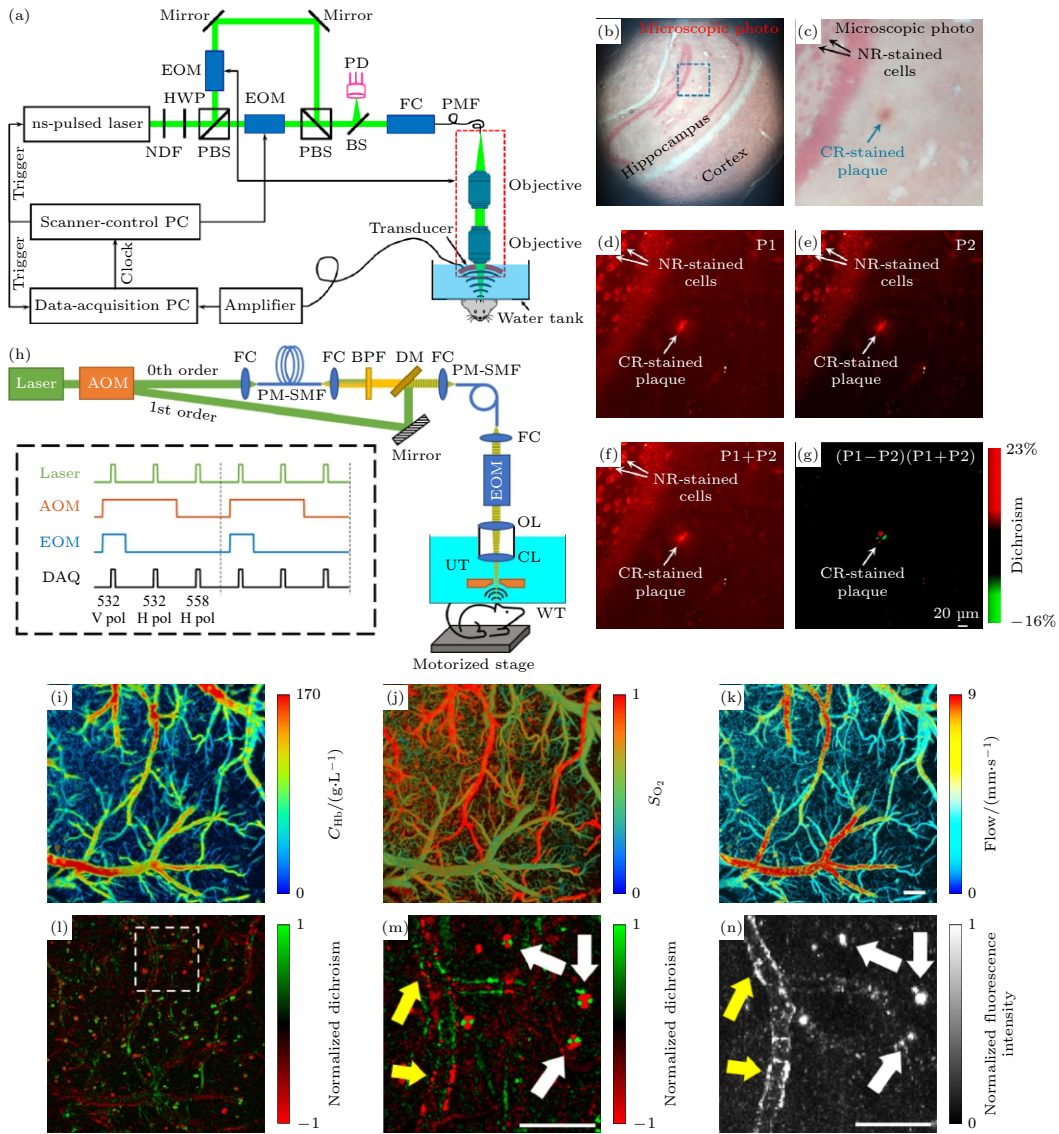 (a)
Mirror
Mirror
EOM
PD
HWP
EOM
FC
PMF
ns-pulsed laser
NDF
PBS
PBS
BS
Trigger
Objective
Scanner-control PC
Transducer
Objective
Trigger
Clock
Data-acquisition PC
Amplifier
Water tank
(b)
Microscopic photo
Hippocampus
Cortex
(c)
Microscopic photo
NR-stained
cells
CR-stained
plaque
(d)
P1
NR-stained
cells
CR-stained
plaque
(e)
P2
NR-stained
cells
CR-stained
plaque
(f)
P1+P2
NR-stained
cells
CR-stained
plaque
(g)
(P1−P2)(P1+P2)
CR-stained
plaque
20 µm
23%
Dichroism
−16%
(h)
Laser
AOM
0th order
1st order
FC
PM-SMF
FC
BPF
DM
FC
PM-SMF
Mirror
FC
EOM
OL
CL
UT
WT
Motorized stage
Laser
AOM
EOM
DAQ
532
V pol
532
H pol
558
H pol
(i)
170
C_Hb/(g·L⁻¹)
0
(j)
1
S_O₂
0
(k)
9
Flow/(mm·s⁻¹)
0
(l)
1
Normalized dichroism
−1
(m)
1
Normalized dichroism
−1
(n)
1
Normalized fluorescence
intensity
0